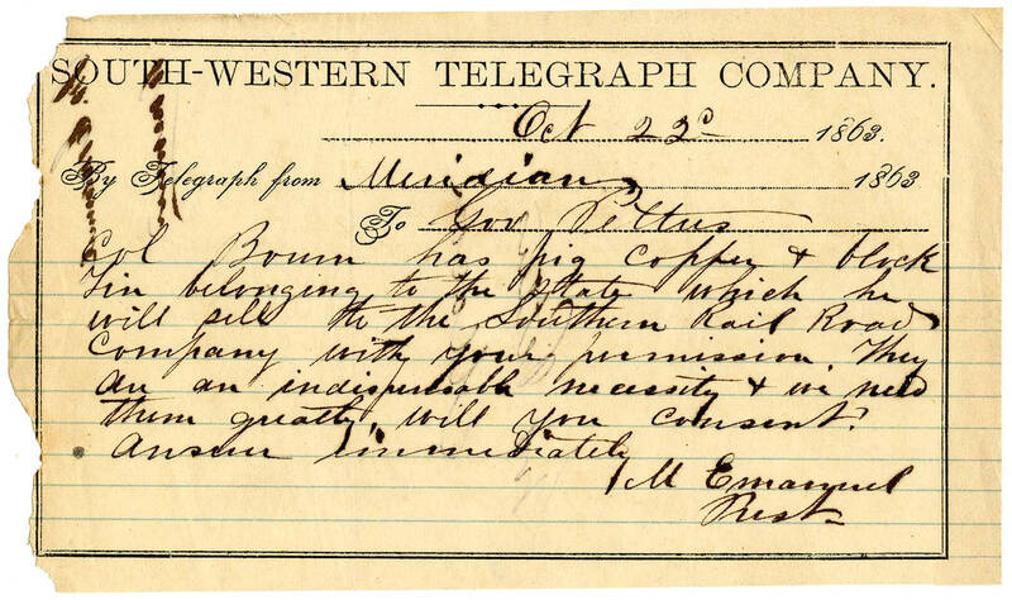 SOUTH-WESTERN TELEGRAPH COMPANY.
Oct 22d 1863.
By Telegraph from Meridian 1863
To Gov Pettus
Col Bourn has pig copper & block
Tin belonging to the State which he
will sell to the Southern Rail Road
Company with your permission They
are an indispensable necessity & we need
them greatly, will you consent?
Answer immediately
M Emanuel
Prest